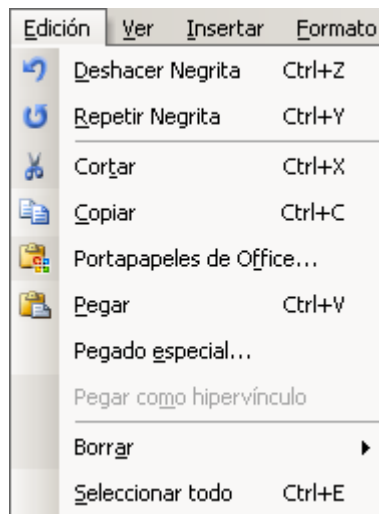 Edición Ver Insertar Formato
Deshacer Negrita Ctrl+Z
Repetir Negrita Ctrl+Y
Cortar Ctrl+X
Copiar Ctrl+C
Portapapeles de Office...
Pegar Ctrl+V
Pegado especial...
Pegar como hipervínculo
Borrar
Seleccionar todo Ctrl+E